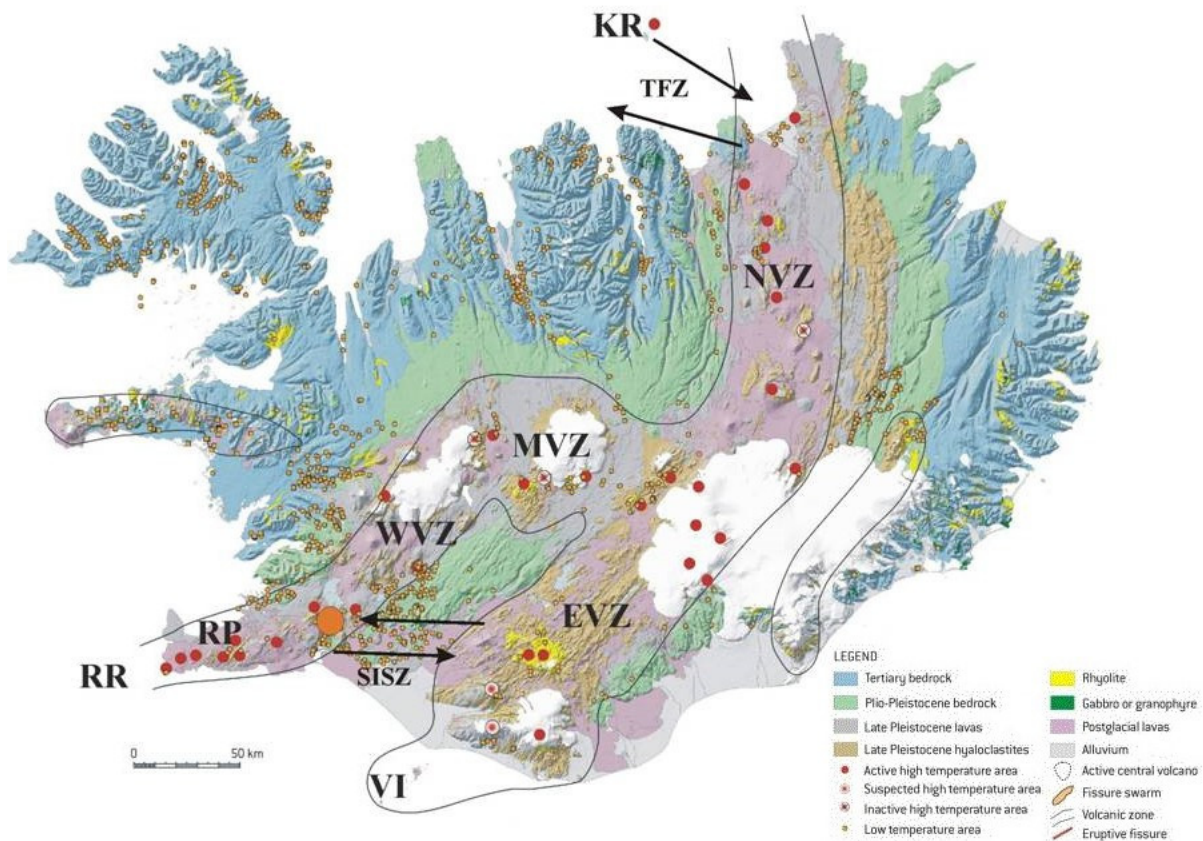 KR
TFZ
NVZ
MVZ
WVZ
EVZ
RP
RR
SISZ
VI
0 50 km
LEGEND
Tertiary bedrock
Plio-Pleistocene bedrock
Late Pleistocene lavas
Late Pleistocene hyaloclastites
Active high temperature area
Suspected high temperature area
Inactive high temperature area
Low temperature area
Rhyolite
Gabbro or granophyre
Postglacial lavas
Alluvium
Active central volcano
Fissure swarm
Volcanic zone
Eruptive fissure